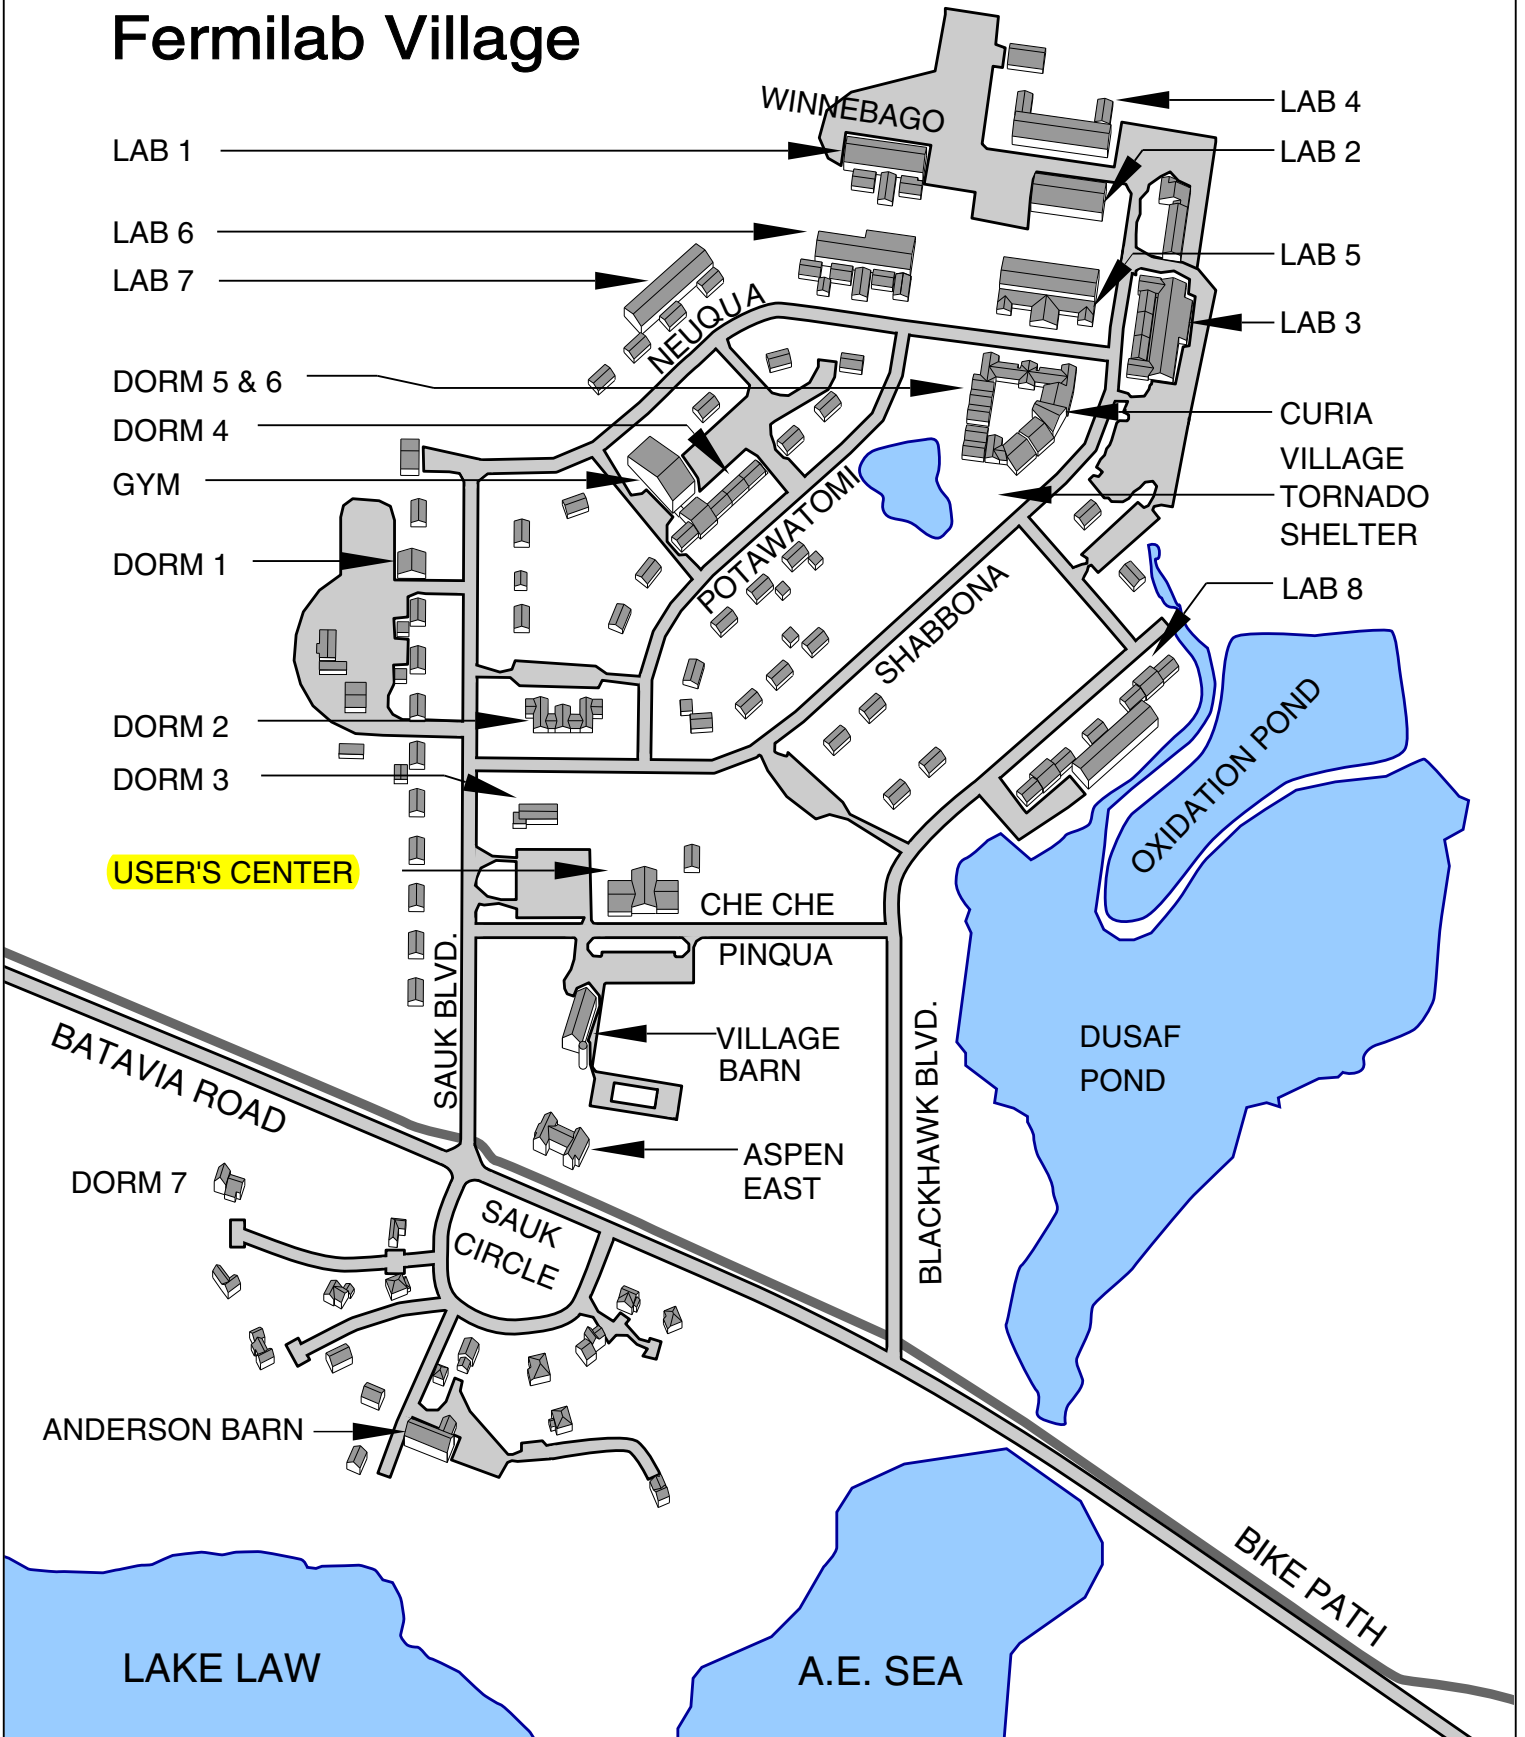 Fermilab Village
WINNEBAGO
LAB 4
LAB 1
LAB 2
LAB 6
LAB 5
LAB 7
NEUQUA
LAB 3
DORM 5 & 6
CURIA
DORM 4
VILLAGE
TORNADO
SHELTER
GYM
POTAWATOMI
DORM 1
SHABBONA
LAB 8
DORM 2
OXIDATION POND
DORM 3
USER'S CENTER
CHE CHE
PINQUA
SAUK BLVD.
BATAVIA ROAD
VILLAGE
BARN
BLACKHAWK BLVD.
DUSAF
POND
ASPEN
EAST
DORM 7
SAUK
CIRCLE
ANDERSON BARN
BIKE PATH
LAKE LAW
A.E. SEA